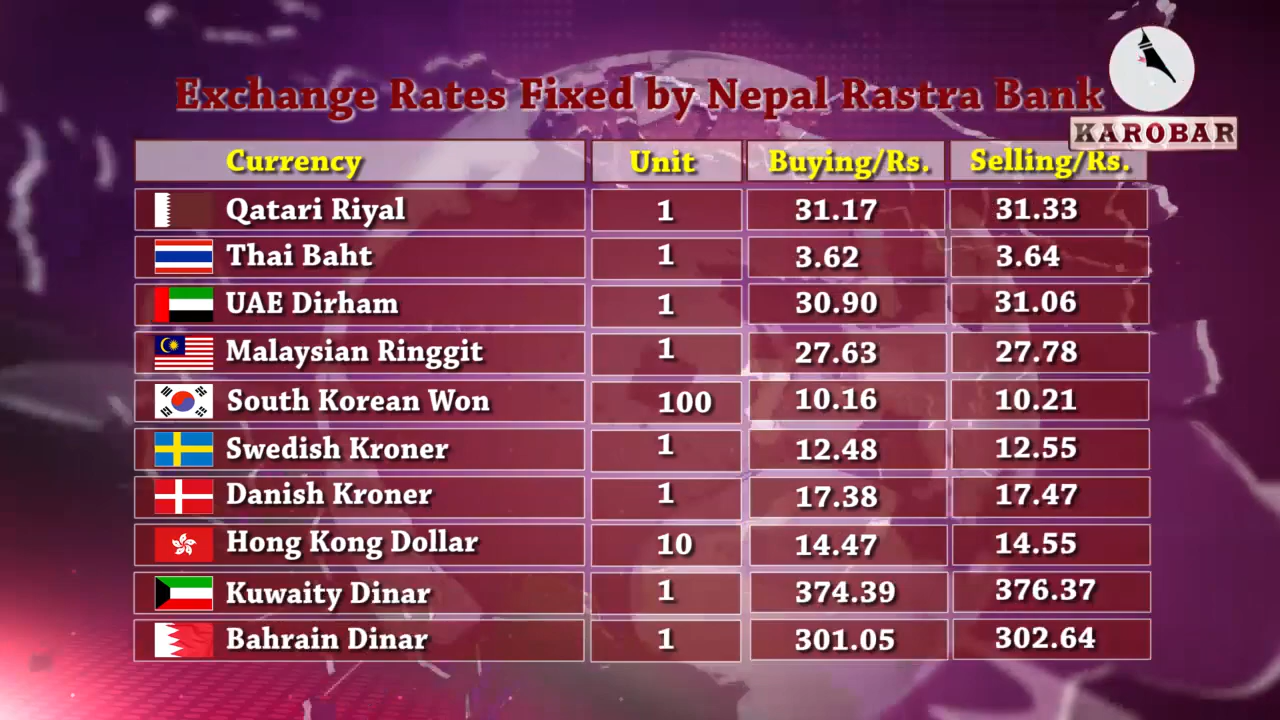 Exchange Rates Fixed by Nepal Rastra Bank
KAROBAR
Currency Unit Buying/Rs. Selling/Rs.
Qatari Riyal 1 31.17 31.33
Thai Baht 1 3.62 3.64
UAE Dirham 1 30.90 31.06
Malaysian Ringgit 1 27.63 27.78
South Korean Won 100 10.16 10.21
Swedish Kroner 1 12.48 12.55
Danish Kroner 1 17.38 17.47
Hong Kong Dollar 10 14.47 14.55
Kuwaity Dinar 1 374.39 376.37
Bahrain Dinar 1 301.05 302.64